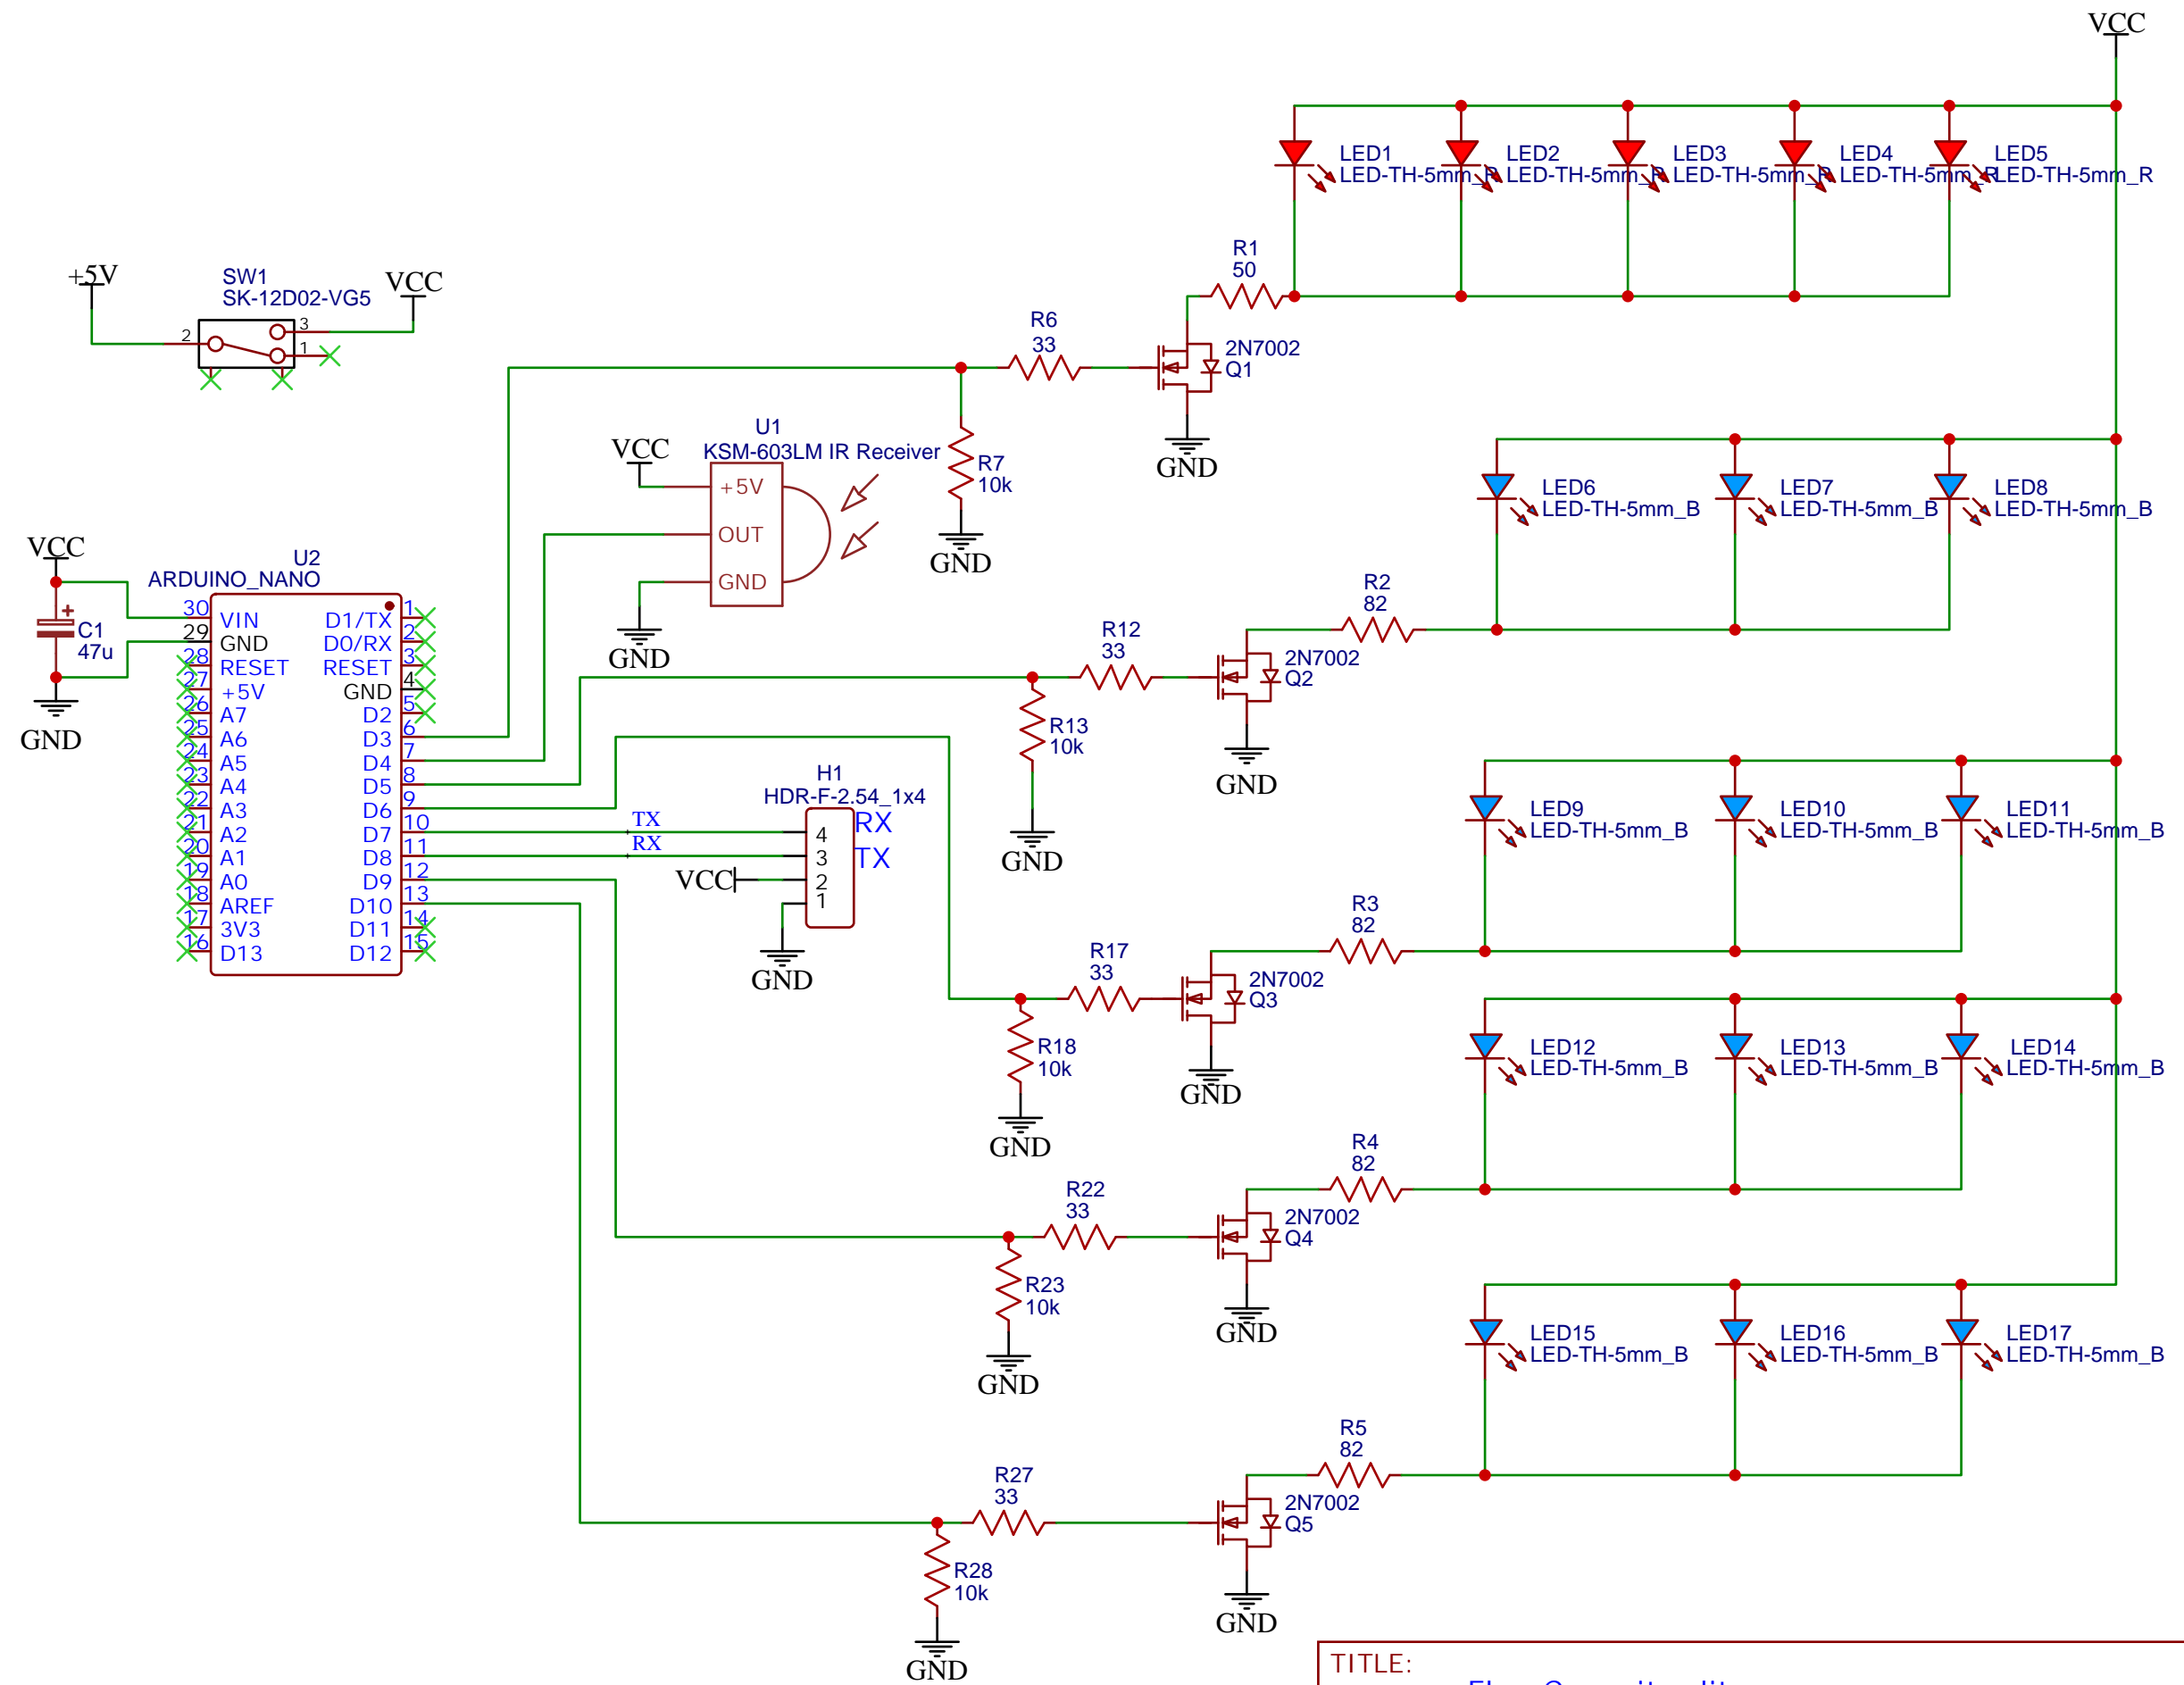 VCC
LED1
LED-TH-5mm_R
LED2
LED-TH-5mm_R
LED3
LED-TH-5mm_R
LED4
LED-TH-5mm_R
LED5
LED-TH-5mm_R
R1
50
+5V
SW1
SK-12D02-VG5
VCC
2
3
1
R6
33
2N7002
Q1
GND
R7
10k
GND
U1
KSM-603LM IR Receiver
VCC
+5V
OUT
GND
GND
LED6
LED-TH-5mm_B
LED7
LED-TH-5mm_B
LED8
LED-TH-5mm_B
R2
82
R12
33
2N7002
Q2
GND
R13
10k
GND
VCC
C1
47u
GND
U2
ARDUINO_NANO
30 VIN D1/TX 1
29 GND D0/RX 2
28 RESET RESET 3
27 +5V GND 4
26 A7 D2 5
25 A6 D3 6
24 A5 D4 7
23 A4 D5 8
22 A3 D6 9
21 A2 D7 10
20 A1 D8 11
19 A0 D9 12
18 AREF D10 13
17 3V3 D11 14
16 D13 D12 15
H1
HDR-F-2.54_1x4
TX
RX
VCC
4 RX
3 TX
2
1
GND
LED9
LED-TH-5mm_B
LED10
LED-TH-5mm_B
LED11
LED-TH-5mm_B
R3
82
R17
33
2N7002
Q3
GND
R18
10k
GND
LED12
LED-TH-5mm_B
LED13
LED-TH-5mm_B
LED14
LED-TH-5mm_B
R4
82
R22
33
2N7002
Q4
GND
R23
10k
GND
LED15
LED-TH-5mm_B
LED16
LED-TH-5mm_B
LED17
LED-TH-5mm_B
R5
82
R27
33
2N7002
Q5
GND
R28
10k
GND
TITLE: